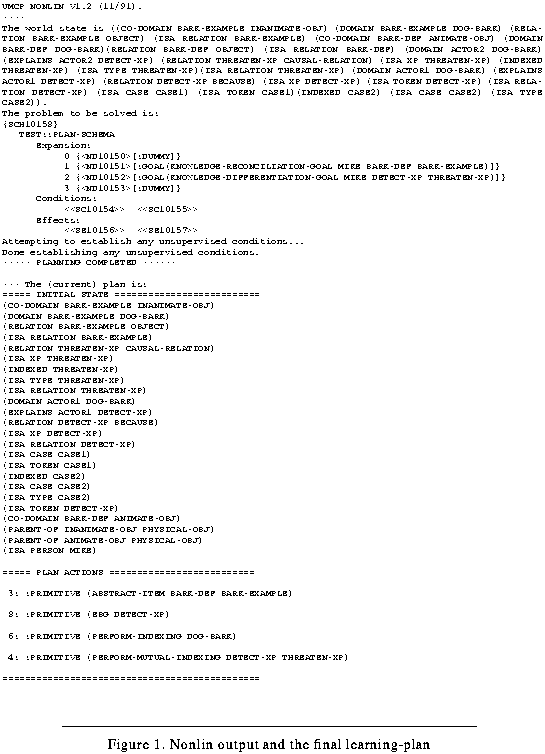 UMCP NONLIN V1.2 (11/91).
····
The world state is ((CO-DOMAIN BARK-EXAMPLE INANIMATE-OBJ) (DOMAIN BARK-EXAMPLE DOG-BARK) (RELA-
TION BARK-EXAMPLE OBJECT) (ISA RELATION BARK-EXAMPLE) (CO-DOMAIN BARK-DEF ANIMATE-OBJ) (DOMAIN
BARK-DEF DOG-BARK)(RELATION BARK-DEF OBJECT) (ISA RELATION BARK-DEF) (DOMAIN ACTOR2 DOG-BARK)
(EXPLAINS ACTOR2 DETECT-XP) (RELATION THREATEN-XP CAUSAL-RELATION) (ISA XP THREATEN-XP) (INDEXED
THREATEN-XP) (ISA TYPE THREATEN-XP)(ISA RELATION THREATEN-XP) (DOMAIN ACTOR1 DOG-BARK) (EXPLAINS
ACTOR1 DETECT-XP) (RELATION DETECT-XP BECAUSE) (ISA XP DETECT-XP) (ISA TOKEN DETECT-XP) (ISA RELA-
TION DETECT-XP) (ISA CASE CASE1) (ISA TOKEN CASE1)(INDEXED CASE2) (ISA CASE CASE2) (ISA TYPE
CASE2)).
The problem to be solved is:
{SCH10158}
TEST::PLAN-SCHEMA
Expansion:
0 {<ND10150>[:DUMMY]}
1 {<ND10151>[:GOAL(KNOWLEDGE-RECONCILIATION-GOAL MIKE BARK-DEF BARK-EXAMPLE)]}
2 {<ND10152>[:GOAL(KNOWLEDGE-DIFFERENTIATION-GOAL MIKE DETECT-XP THREATEN-XP)]}
3 {<ND10153>[:DUMMY]}
Conditions:
<<SC10154>> <<SC10155>>
Effects:
<<SE10156>> <<SE10157>>
Attempting to establish any unsupervised conditions...
Done establishing any unsupervised conditions.
····· PLANNING COMPLETED ······
··· The (current) plan is:
===== INITIAL STATE ==========================
(CO-DOMAIN BARK-EXAMPLE INANIMATE-OBJ)
(DOMAIN BARK-EXAMPLE DOG-BARK)
(RELATION BARK-EXAMPLE OBJECT)
(ISA RELATION BARK-EXAMPLE)
(RELATION THREATEN-XP CAUSAL-RELATION)
(ISA XP THREATEN-XP)
(INDEXED THREATEN-XP)
(ISA TYPE THREATEN-XP)
(ISA RELATION THREATEN-XP)
(DOMAIN ACTOR1 DOG-BARK)
(EXPLAINS ACTOR1 DETECT-XP)
(RELATION DETECT-XP BECAUSE)
(ISA XP DETECT-XP)
(ISA RELATION DETECT-XP)
(ISA CASE CASE1)
(ISA TOKEN CASE1)
(INDEXED CASE2)
(ISA CASE CASE2)
(ISA TYPE CASE2)
(ISA TOKEN DETECT-XP)
(CO-DOMAIN BARK-DEF ANIMATE-OBJ)
(PARENT-OF INANIMATE-OBJ PHYSICAL-OBJ)
(PARENT-OF ANIMATE-OBJ PHYSICAL-OBJ)
(ISA PERSON MIKE)
===== PLAN ACTIONS ==========================
3: :PRIMITIVE (ABSTRACT-ITEM BARK-DEF BARK-EXAMPLE)
8: :PRIMITIVE (EBG DETECT-XP)
6: :PRIMITIVE (PERFORM-INDEXING DOG-BARK)
4: :PRIMITIVE (PERFORM-MUTUAL-INDEXING DETECT-XP THREATEN-XP)
==============================================
Figure 1. Nonlin output and the final learning-plan